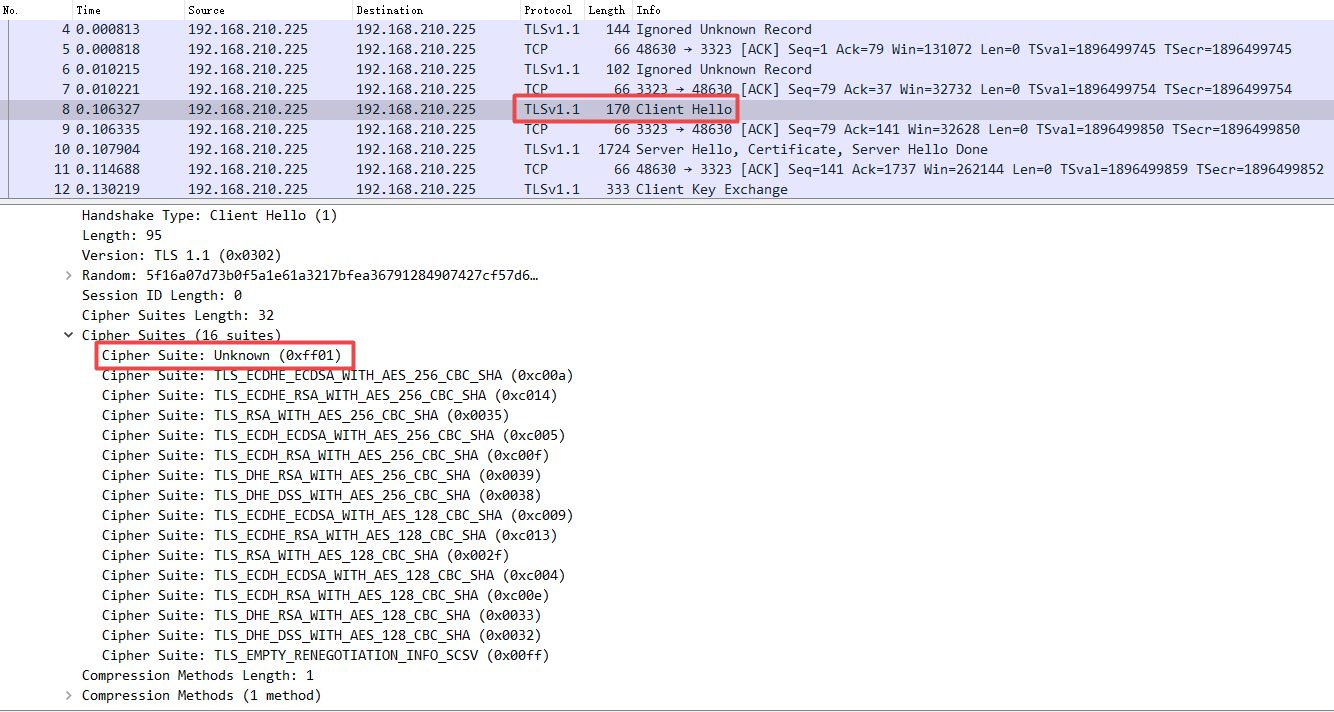 No. Time Source Destination Protocol Length Info
4 0.000813 192.168.210.225 192.168.210.225 TLSv1.1 144 Ignored Unknown Record
5 0.000818 192.168.210.225 192.168.210.225 TCP 66 48630 → 3323 [ACK] Seq=1 Ack=79 Win=131072 Len=0 TSval=1896499745 TSecr=1896499745
6 0.010215 192.168.210.225 192.168.210.225 TLSv1.1 102 Ignored Unknown Record
7 0.010221 192.168.210.225 192.168.210.225 TCP 66 3323 → 48630 [ACK] Seq=79 Ack=37 Win=32732 Len=0 TSval=1896499754 TSecr=1896499754
8 0.106327 192.168.210.225 192.168.210.225 TLSv1.1 170 Client Hello
9 0.106335 192.168.210.225 192.168.210.225 TCP 66 3323 → 48630 [ACK] Seq=79 Ack=141 Win=32628 Len=0 TSval=1896499850 TSecr=1896499850
10 0.107904 192.168.210.225 192.168.210.225 TLSv1.1 1724 Server Hello, Certificate, Server Hello Done
11 0.114688 192.168.210.225 192.168.210.225 TCP 66 48630 → 3323 [ACK] Seq=141 Ack=1737 Win=262144 Len=0 TSval=1896499859 TSecr=1896499852
12 0.130219 192.168.210.225 192.168.210.225 TLSv1.1 333 Client Key Exchange
Handshake Type: Client Hello (1)
Length: 95
Version: TLS 1.1 (0x0302)
Random: 5f16a07d73b0f5a1e61a3217bfea36791284907427cf57d6…
Session ID Length: 0
Cipher Suites Length: 32
Cipher Suites (16 suites)
Cipher Suite: Unknown (0xff01)
Cipher Suite: TLS_ECDHE_ECDSA_WITH_AES_256_CBC_SHA (0xc00a)
Cipher Suite: TLS_ECDHE_RSA_WITH_AES_256_CBC_SHA (0xc014)
Cipher Suite: TLS_RSA_WITH_AES_256_CBC_SHA (0x0035)
Cipher Suite: TLS_ECDH_ECDSA_WITH_AES_256_CBC_SHA (0xc005)
Cipher Suite: TLS_ECDH_RSA_WITH_AES_256_CBC_SHA (0xc00f)
Cipher Suite: TLS_DHE_RSA_WITH_AES_256_CBC_SHA (0x0039)
Cipher Suite: TLS_DHE_DSS_WITH_AES_256_CBC_SHA (0x0038)
Cipher Suite: TLS_ECDHE_ECDSA_WITH_AES_128_CBC_SHA (0xc009)
Cipher Suite: TLS_ECDHE_RSA_WITH_AES_128_CBC_SHA (0xc013)
Cipher Suite: TLS_RSA_WITH_AES_128_CBC_SHA (0x002f)
Cipher Suite: TLS_ECDH_ECDSA_WITH_AES_128_CBC_SHA (0xc004)
Cipher Suite: TLS_ECDH_RSA_WITH_AES_128_CBC_SHA (0xc00e)
Cipher Suite: TLS_DHE_RSA_WITH_AES_128_CBC_SHA (0x0033)
Cipher Suite: TLS_DHE_DSS_WITH_AES_128_CBC_SHA (0x0032)
Cipher Suite: TLS_EMPTY_RENEGOTIATION_INFO_SCSV (0x00ff)
Compression Methods Length: 1
Compression Methods (1 method)